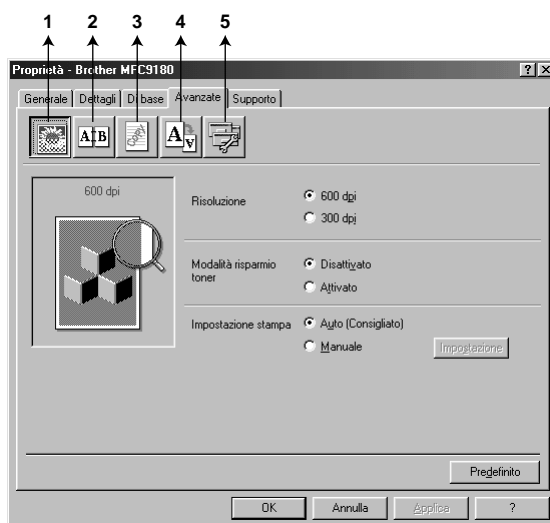 1 2 3 4 5
Proprietà - Brother MFC9180
Generale Dettagli Di base Avanzate Supporto
A B copy A V
600 dpi
Risoluzione
600 dpi
300 dpi
Modalità risparmio
toner
Disattivato
Attivato
Impostazione stampa
Auto (Consigliato)
Manuale
Impostazione
Predefinito
OK Annulla Applica ?